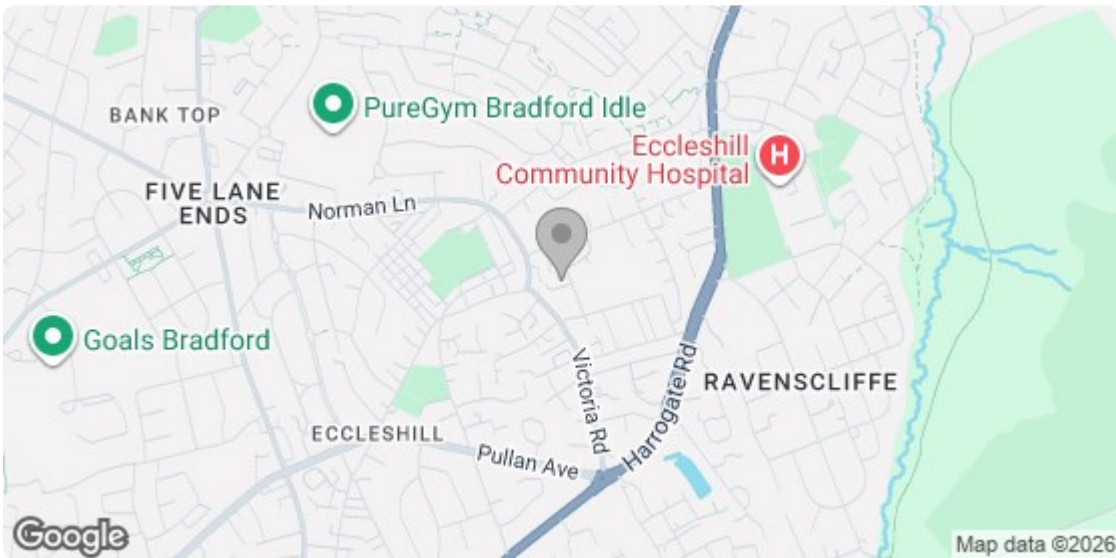 BANK TOP
PureGym Bradford Idle
Eccleshill
Community Hospital
H
FIVE LANE
ENDS
Norman Ln
Goals Bradford
Victoria Rd
Harrogate Rd
RAVENSCLIFFE
ECCLESHILL
Pullan Ave
Google
Map data ©2026